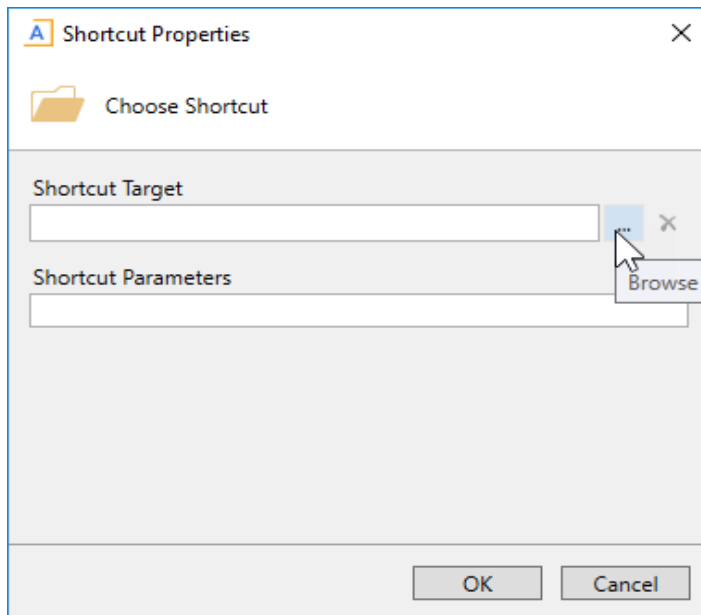 A Shortcut Properties
Choose Shortcut
Shortcut Target
...
Browse
Shortcut Parameters
OK Cancel